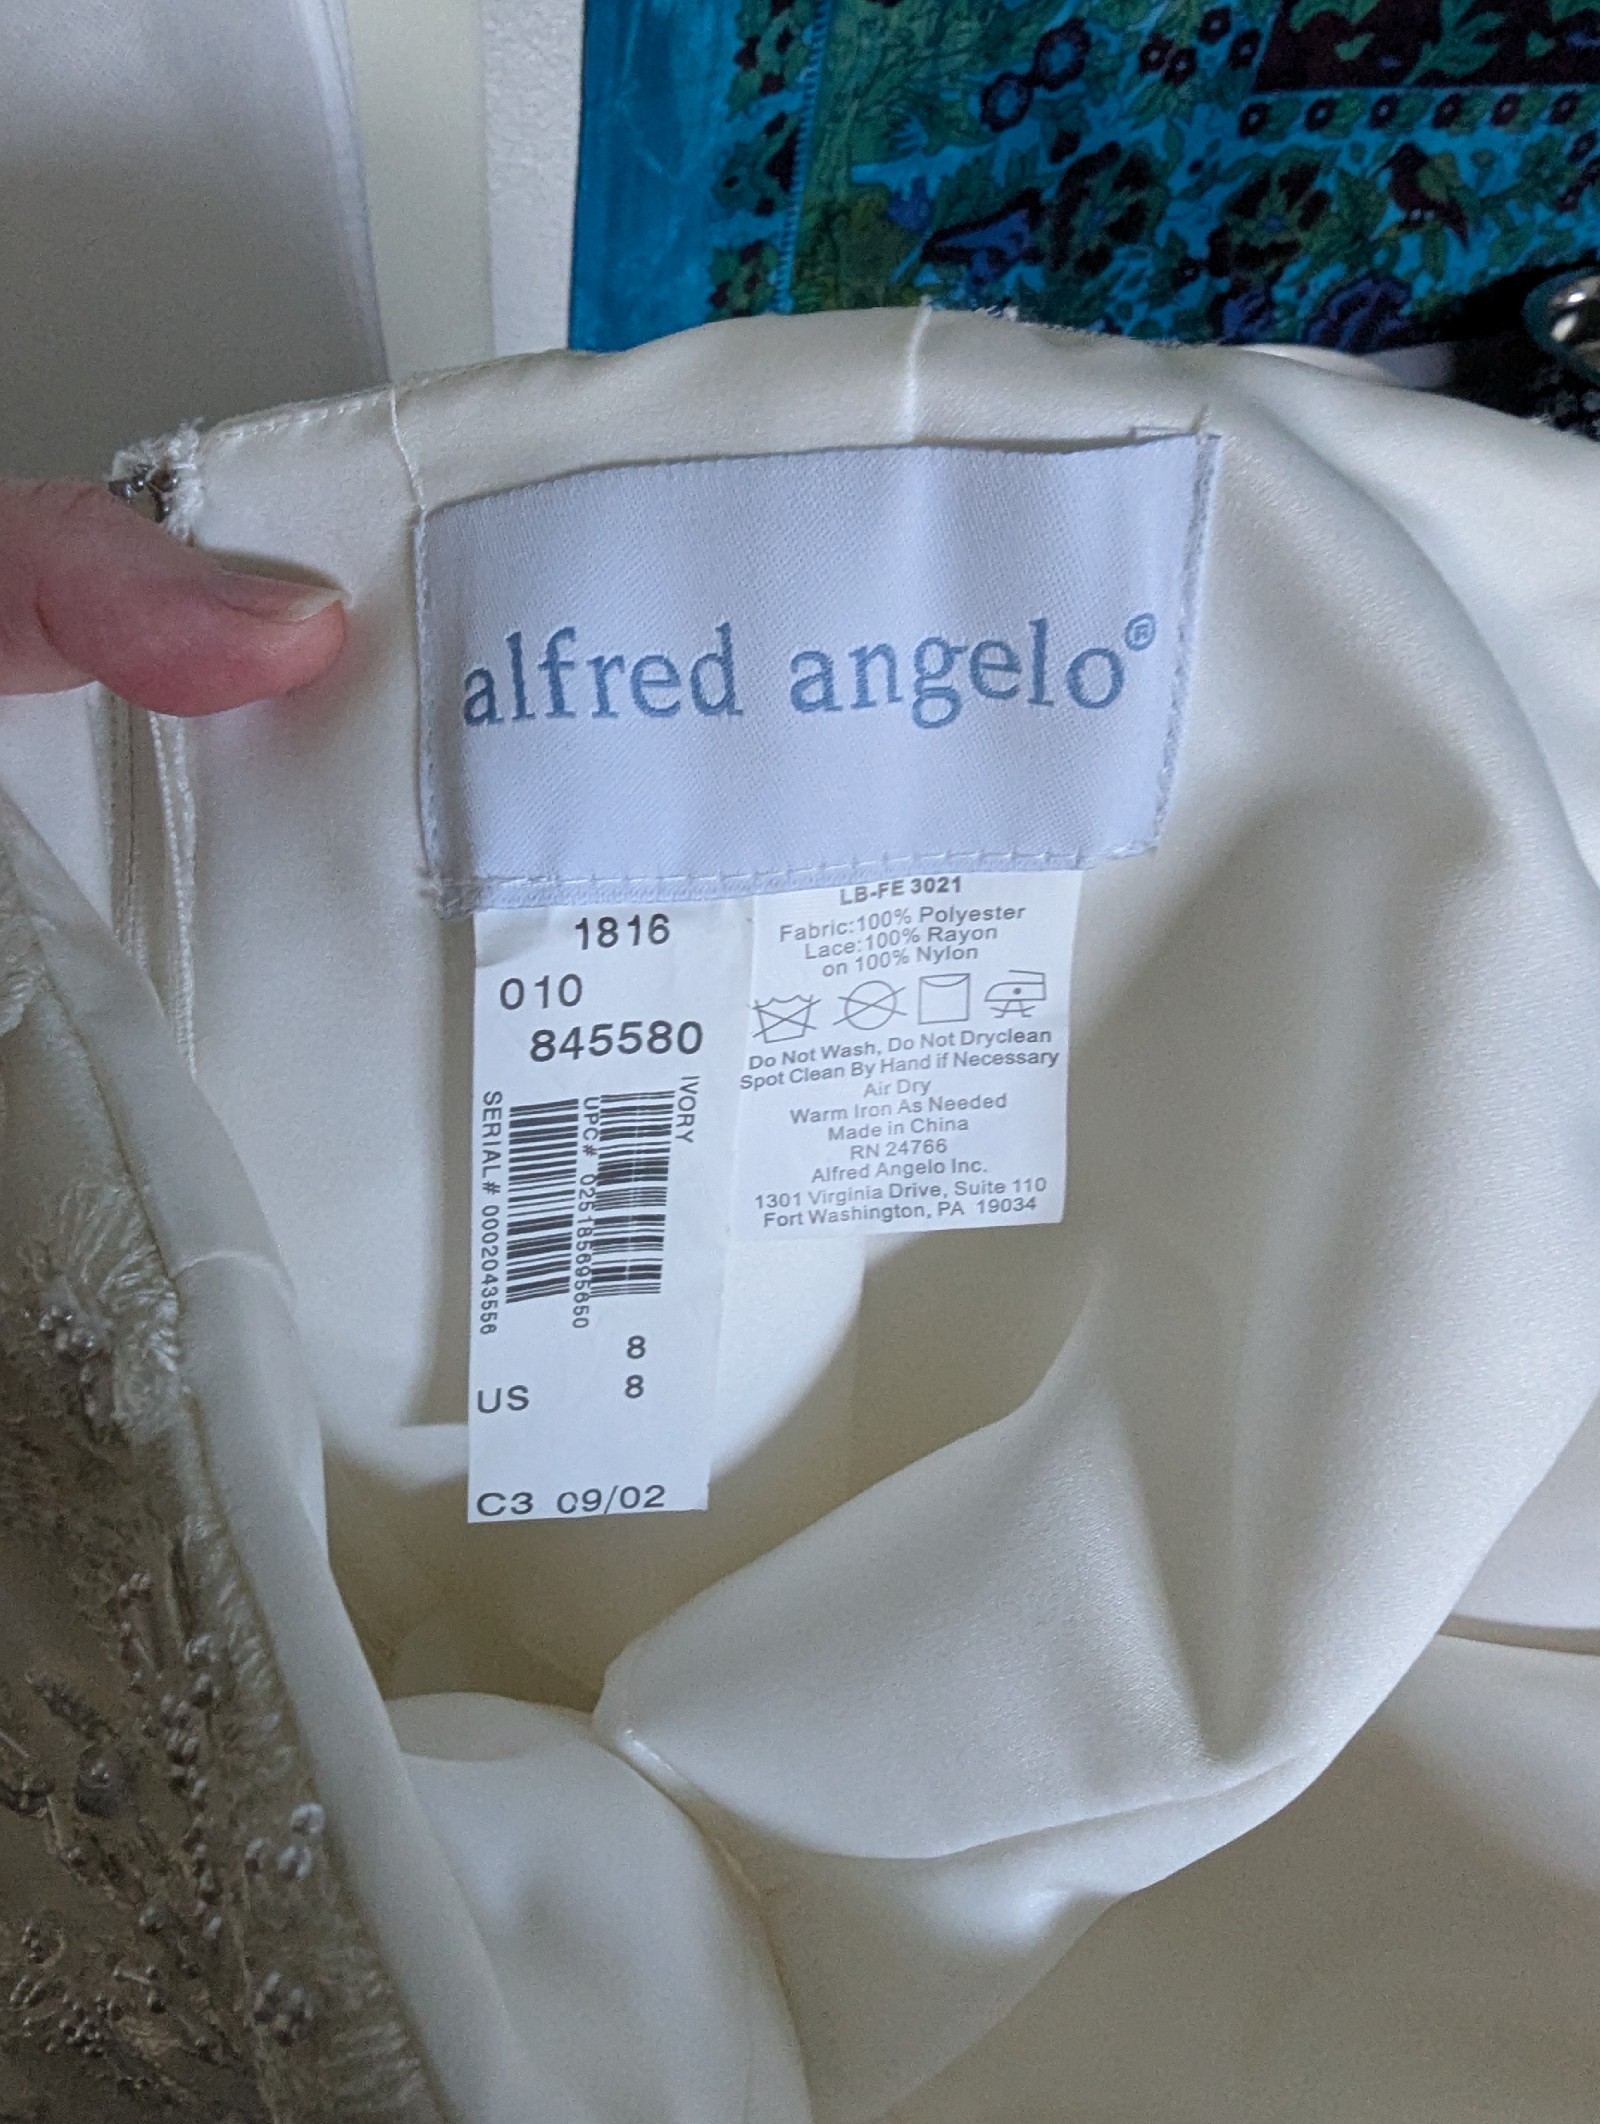 alfred angelo®
1816
010
845580
IVORY
UPC# 025185695650
SERIAL# 0002043556
8
US 8
C3 09/02
LB-FE 3021
Fabric:100% Polyester
Lace:100% Rayon
on 100% Nylon
Do Not Wash, Do Not Dryclean
Spot Clean By Hand if Necessary
Air Dry
Warm Iron As Needed
Made in China
RN 24766
Alfred Angelo Inc.
1301 Virginia Drive, Suite 110
Fort Washington, PA 19034